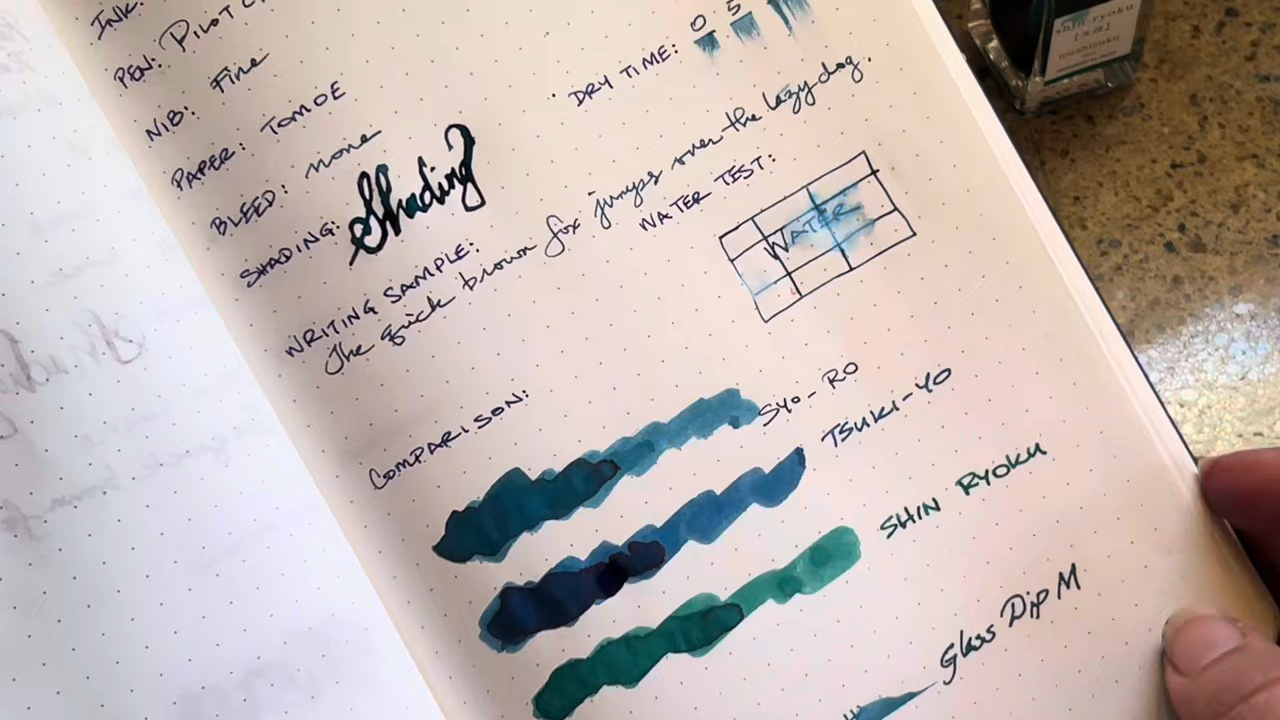 INK:
PEN: PILOT
NIB: Fine
PAPER: TOMOE
BLEED: none
SHADING: Shading
DRY TIME: 0 5
WRITING SAMPLE:
The quick brown fox jumps over the lazy dog.
WATER TEST:
WATER
COMPARISON:
SYO-RO
TSUKI-YO
SHIN RYOKU
Glass Dip M
shin-ryoku